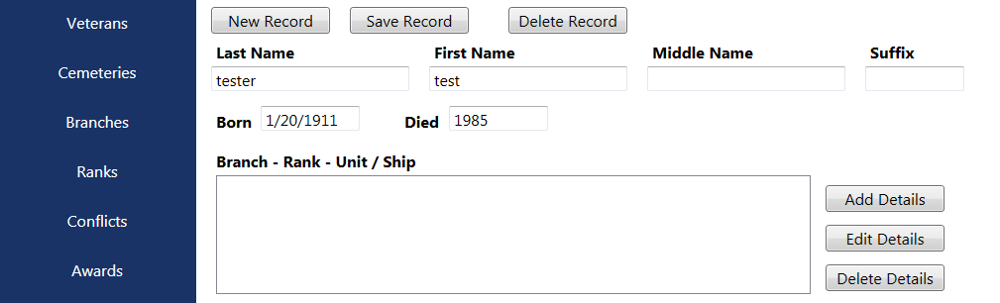 Veterans
Cemeteries
Branches
Ranks
Conflicts
Awards
New Record Save Record Delete Record
Last Name First Name Middle Name Suffix
tester test
Born 1/20/1911 Died 1985
Branch - Rank - Unit / Ship
Add Details
Edit Details
Delete Details